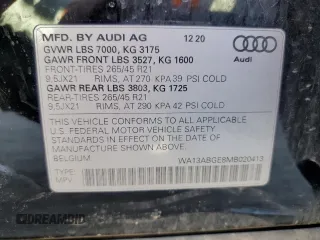 MFD. BY AUDI AG 12 20
GVWR LBS 7000, KG 3175
GAWR FRONT LBS 3527, KG 1600
FRONT-TIRES 265/45 R21
9,5JX21 RIMS, AT 270 KPA 39 PSI COLD
GAWR REAR LBS 3803, KG 1725
REAR-TIRES 265/45 R21
9,5JX21 RIMS, AT 290 KPA 42 PSI COLD
Audi
THIS VEHICLE CONFORMS TO ALL APPLICABLE
U.S. FEDERAL MOTOR VEHICLE SAFETY
STANDARDS IN EFFECT ON THE DATE OF
MANUFACTURE SHOWN ABOVE.
BELGIUM
WA13ABGE8MB020413
TYPE
MPV
DREAMBID